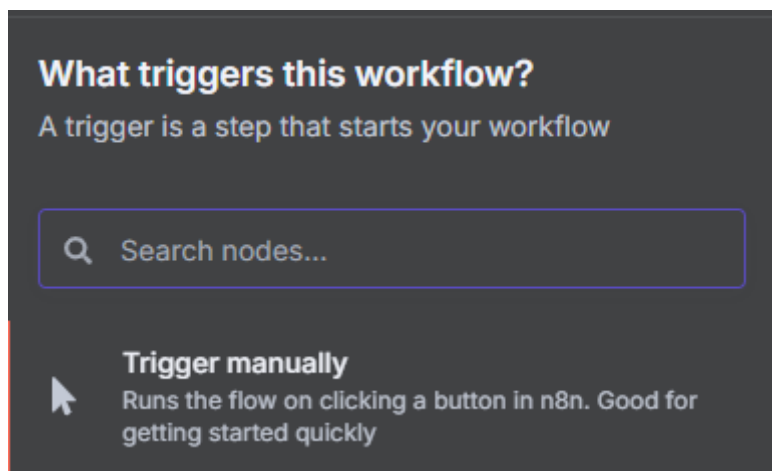 What triggers this workflow?
A trigger is a step that starts your workflow
Search nodes...
Trigger manually
Runs the flow on clicking a button in n8n. Good for
getting started quickly